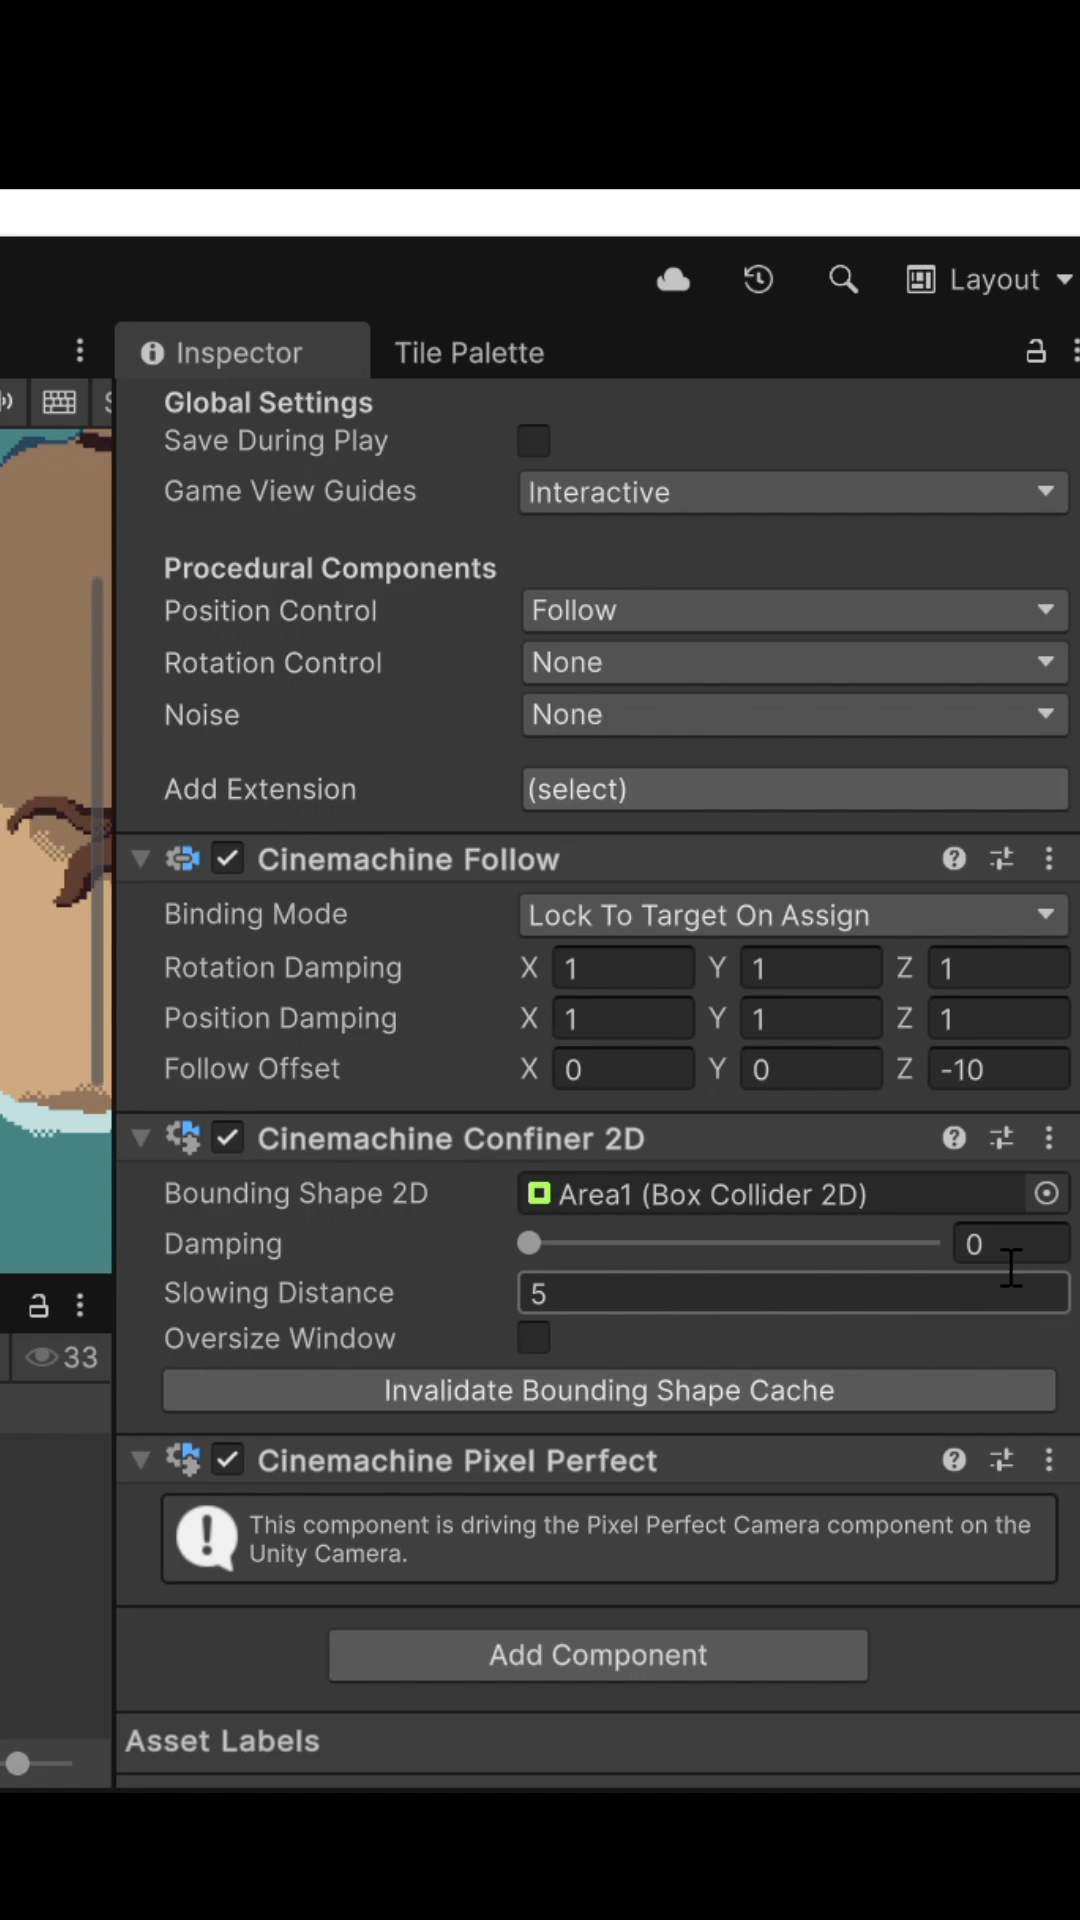 Layout
Inspector
Tile Palette
Global Settings
Save During Play
Game View Guides Interactive
Procedural Components
Position Control Follow
Rotation Control None
Noise None
Add Extension (select)
Cinemachine Follow
Binding Mode Lock To Target On Assign
Rotation Damping X 1 Y 1 Z 1
Position Damping X 1 Y 1 Z 1
Follow Offset X 0 Y 0 Z -10
Cinemachine Confiner 2D
Bounding Shape 2D Area1 (Box Collider 2D)
Damping 0
Slowing Distance 5
Oversize Window
33
Invalidate Bounding Shape Cache
Cinemachine Pixel Perfect
This component is driving the Pixel Perfect Camera component on the
Unity Camera.
Add Component
Asset Labels